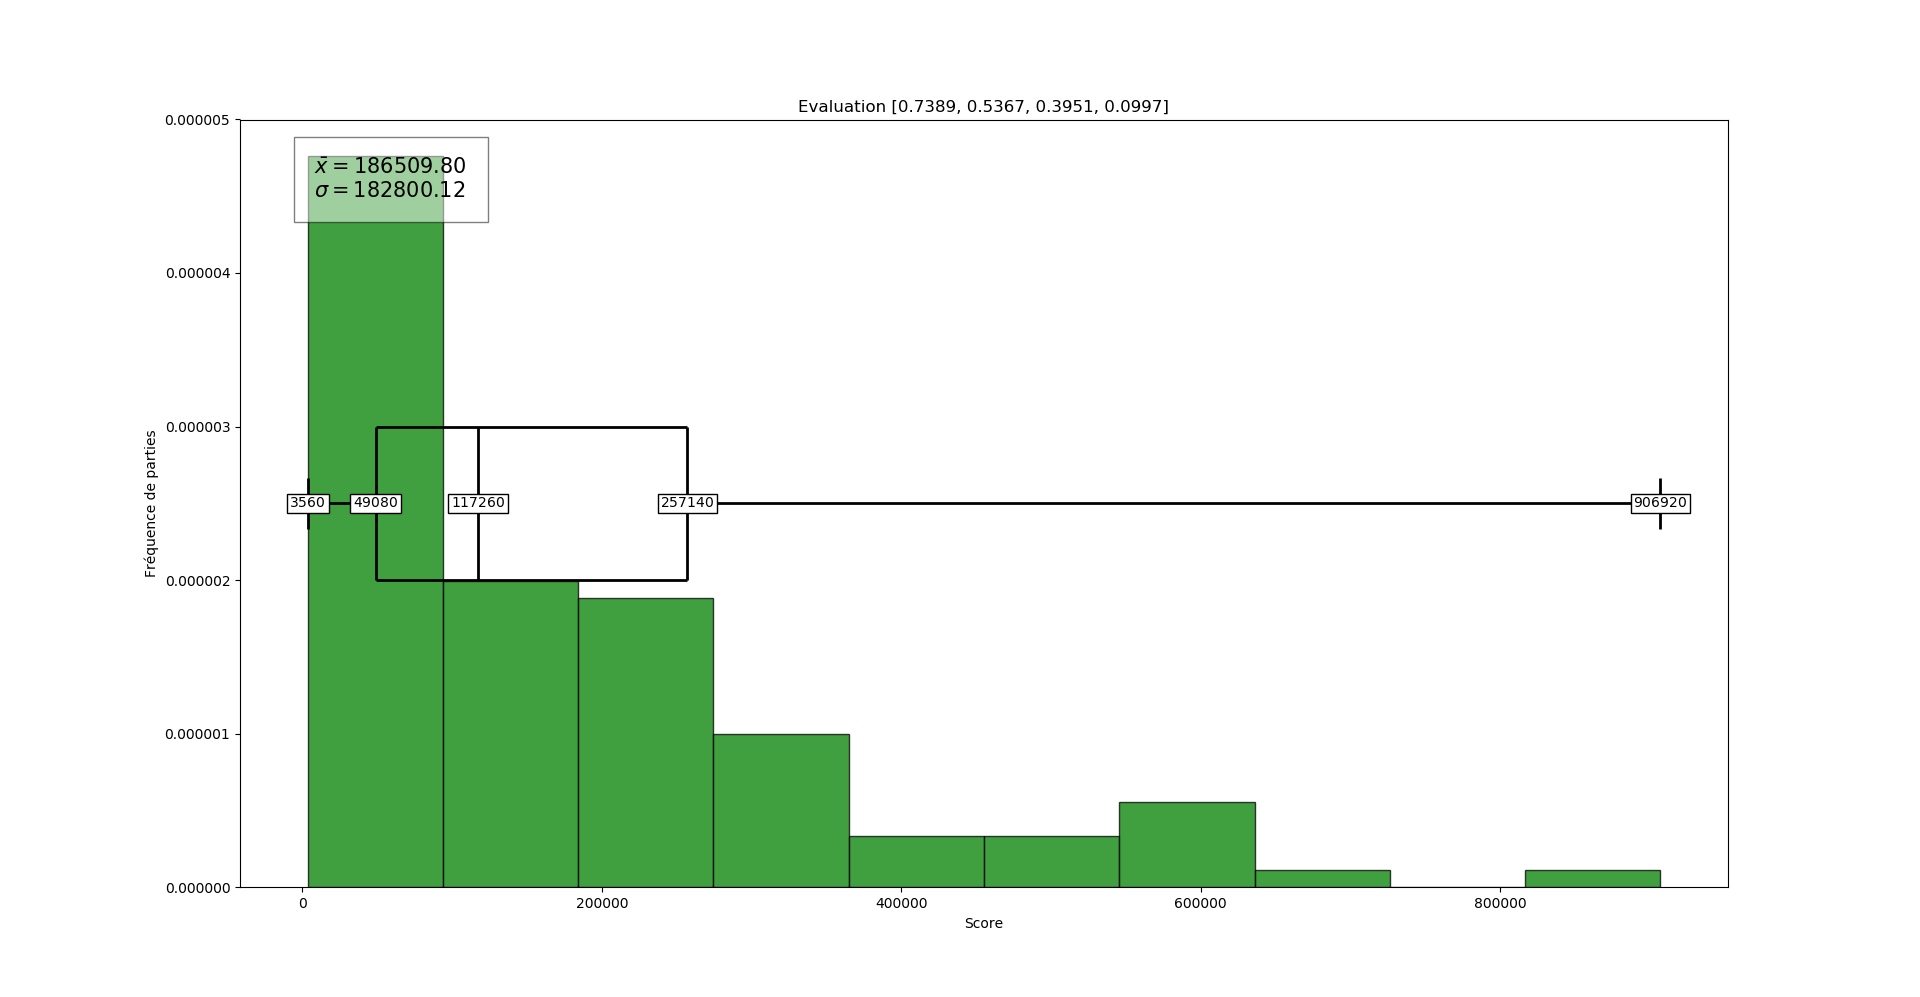 Evaluation [0.7389, 0.5367, 0.3951, 0.0997]
0.000005
x̄ = 186509.80
σ = 182800.12
0.000004
0.000003
Fréquence de parties
3560 49080 117260 257140 906920
0.000002
0.000001
0.000000
0 200000 400000 600000 800000
Score